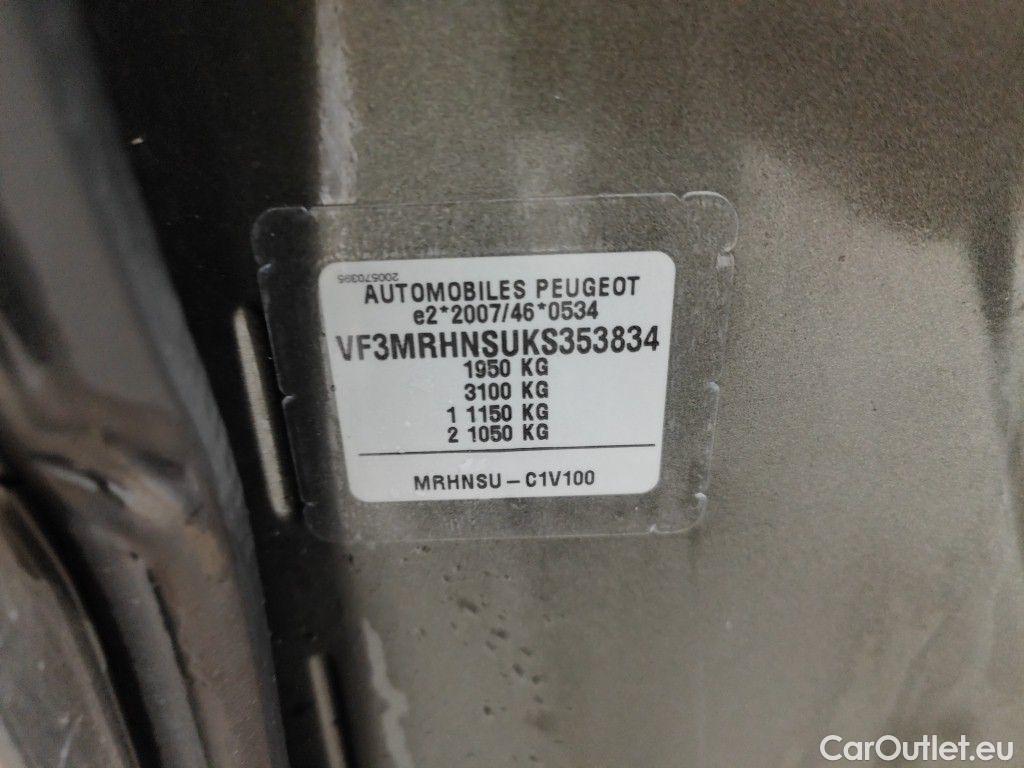 200570395
AUTOMOBILES PEUGEOT
e2*2007/46*0534
VF3MRHNSUKS353834
1950 KG
3100 KG
1 1150 KG
2 1050 KG
MRHNSU – C1V100
CarOutlet.eu